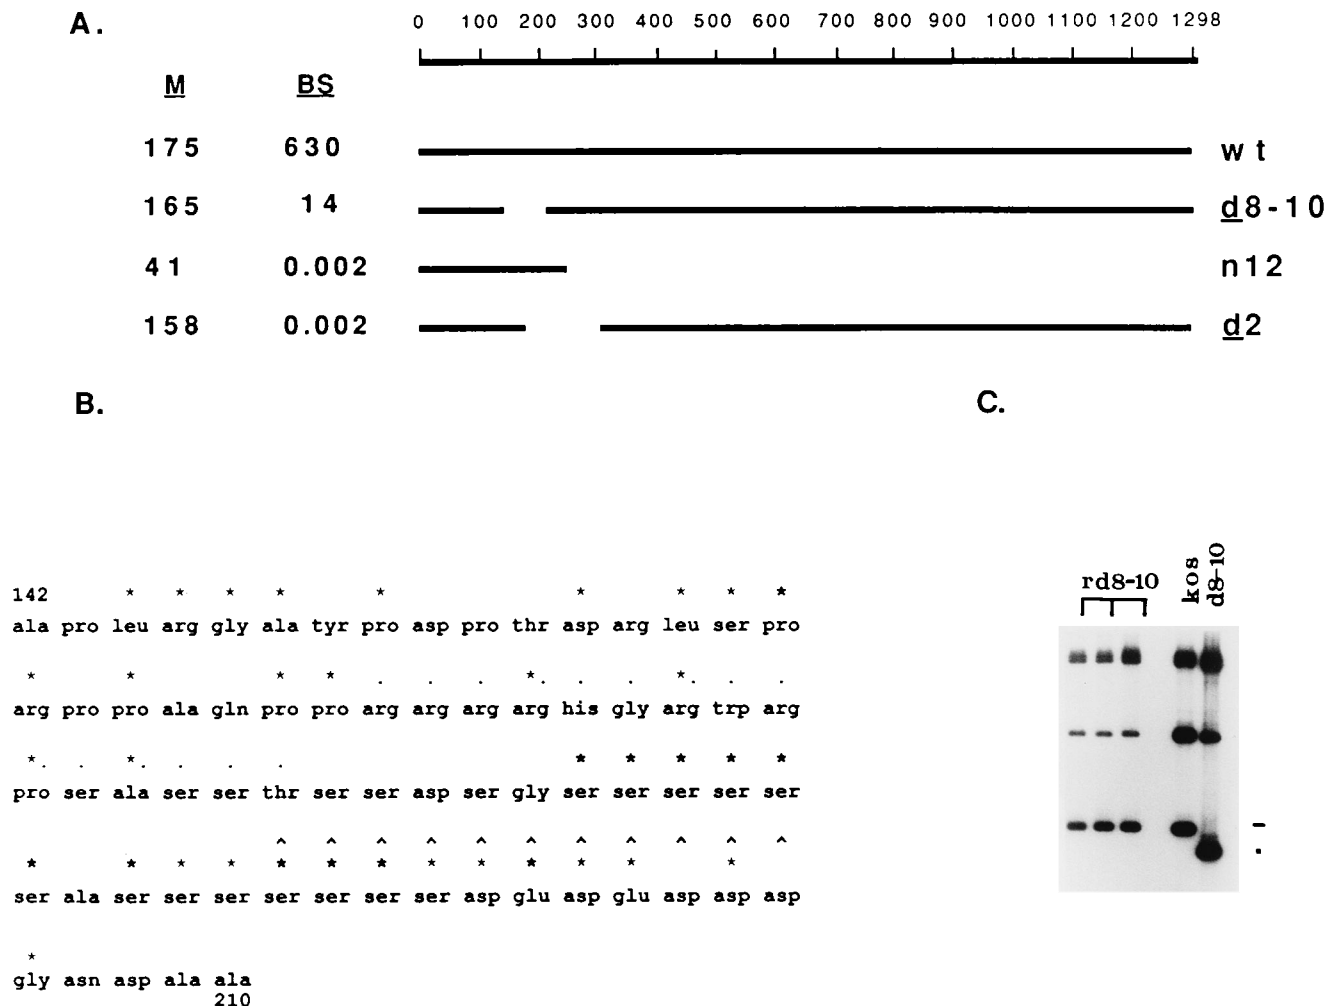 A.
0 100 200 300 400 500 600 700 800 900 1000 1100 1200 1298
M BS
175 630 wt
165 14 d8-10
41 0.002 n12
158 0.002 d2
B.
C.
142 * * * * * * * * *
ala pro leu arg gly ala tyr pro asp pro thr asp arg leu ser pro
* * * * . . . *. . . *. . .
arg pro pro ala gln pro pro arg arg arg arg his gly arg trp arg
*. . *. . . . * * * * *
pro ser ala ser ser thr ser ser asp ser gly ser ser ser ser ser
^ ^ ^ ^ ^ ^ ^ ^ ^ ^ ^
* * * * * * * * * * * * *
ser ala ser ser ser ser ser ser ser asp glu asp glu asp asp asp
*
gly asn asp ala ala
210
rd8-10
kos
d8-10